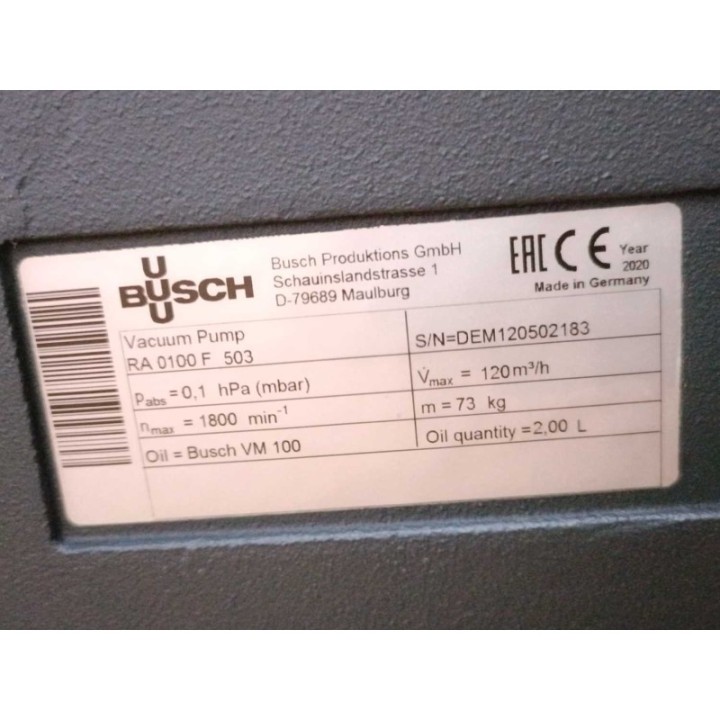 BUSCH
Busch Produktions GmbH
Schauinslandstrasse 1
D-79689 Maulburg
EAC CE Year
2020
Made in Germany
Vacuum Pump
RA 0100 F 503
S/N=DEM120502183
Pabs = 0,1 hPa (mbar)
V̇max = 120 m³/h
nmax = 1800 min⁻¹
m = 73 kg
Oil = Busch VM 100
Oil quantity =2,00 L